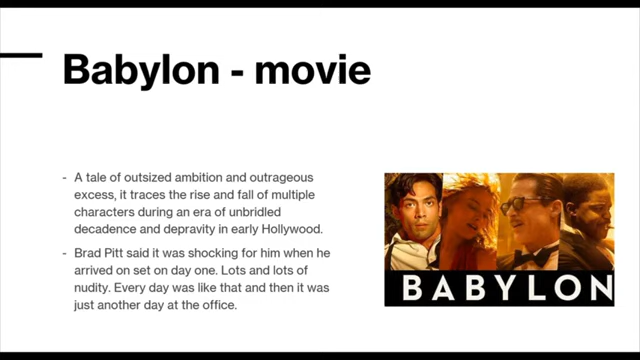 Babylon - movie
- A tale of outsized ambition and outrageous
excess, it traces the rise and fall of multiple
characters during an era of unbridled
decadence and depravity in early Hollywood.
- Brad Pitt said it was shocking for him when he
arrived on set on day one. Lots and lots of
nudity. Every day was like that and then it was
just another day at the office.
BABYLON